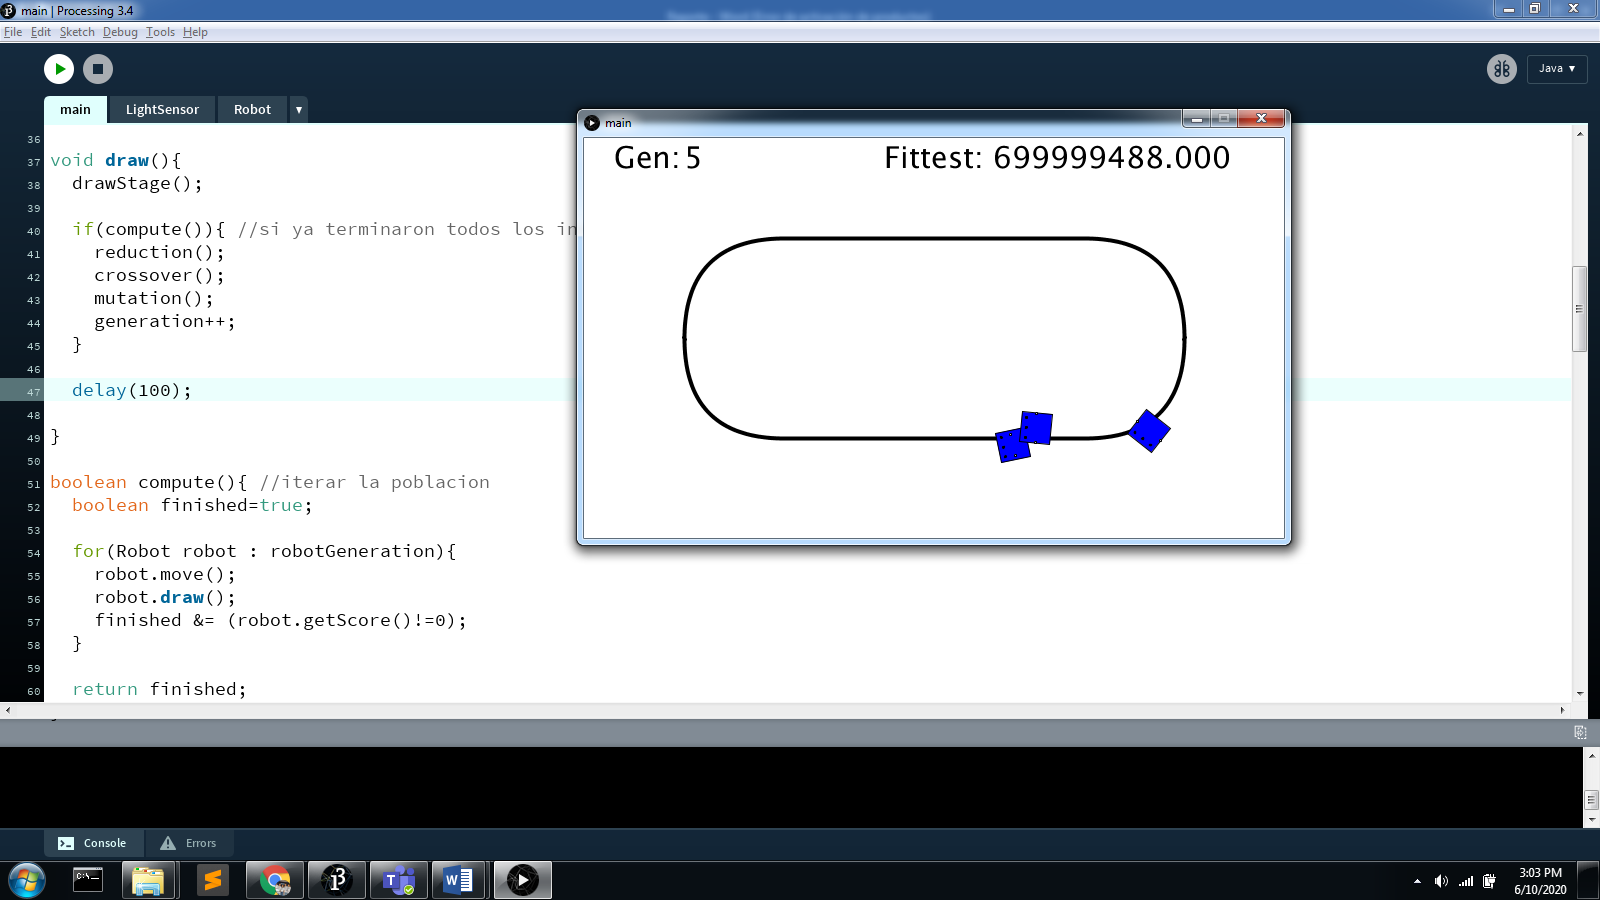 main | Processing 3.4
File Edit Sketch Debug Tools Help
Java ▼
main LightSensor Robot ▼
main
Gen: 5 Fittest: 699999488.000
36
37 void draw(){
38 drawStage();
39
40 if(compute()){ //si ya terminaron todos los in
41 reduction();
42 crossover();
43 mutation();
44 generation++;
45 }
46
47 delay(100);
48
49 }
50
51 boolean compute(){ //iterar la poblacion
52 boolean finished=true;
53
54 for(Robot robot : robotGeneration){
55 robot.move();
56 robot.draw();
57 finished &= (robot.getScore()!=0);
58 }
59
60 return finished;
Console Errors
C:\
3:03 PM
6/10/2020